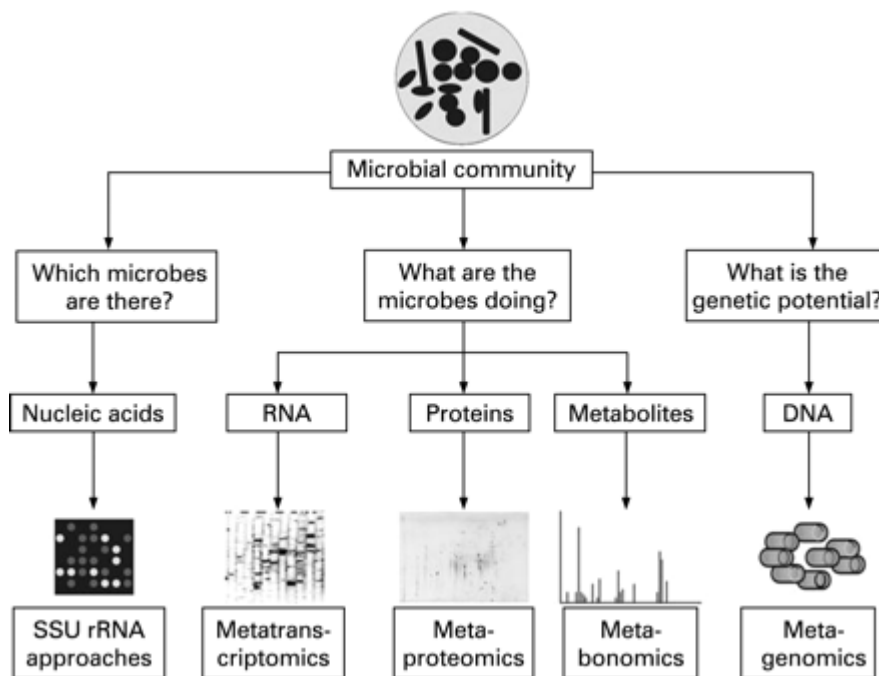 Microbial community
Which microbes
are there?
What are the
microbes doing?
What is the
genetic potential?
Nucleic acids
RNA
Proteins
Metabolites
DNA
SSU rRNA
approaches
Metatrans-
criptomics
Meta-
proteomics
Meta-
bonomics
Meta-
genomics